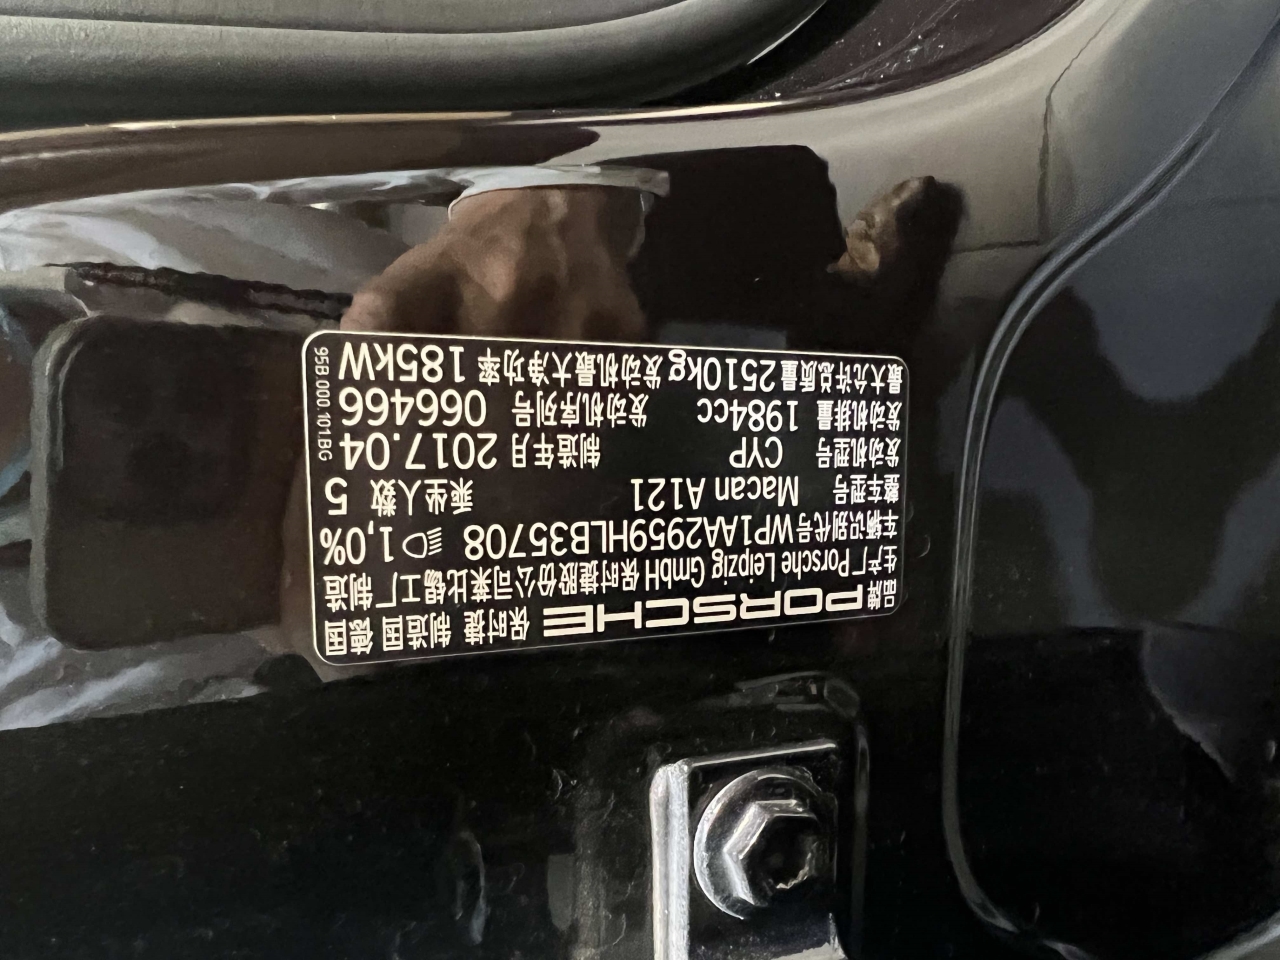 品牌 PORSCHE 保时捷 制造国 德国
生产厂 Porsche Leipzig GmbH 保时捷股份公司莱比锡工厂 制造
车辆识别代号 WP1AA2959HLB35708 1,0%
整车型号 Macan A121 乘坐人数 5
发动机型号 CYP 制造年月 2017.04
发动机排量 1984cc 发动机序列号 066466
最大允许总质量 2510kg 发动机最大净功率 185kW
95B.000.101.BG